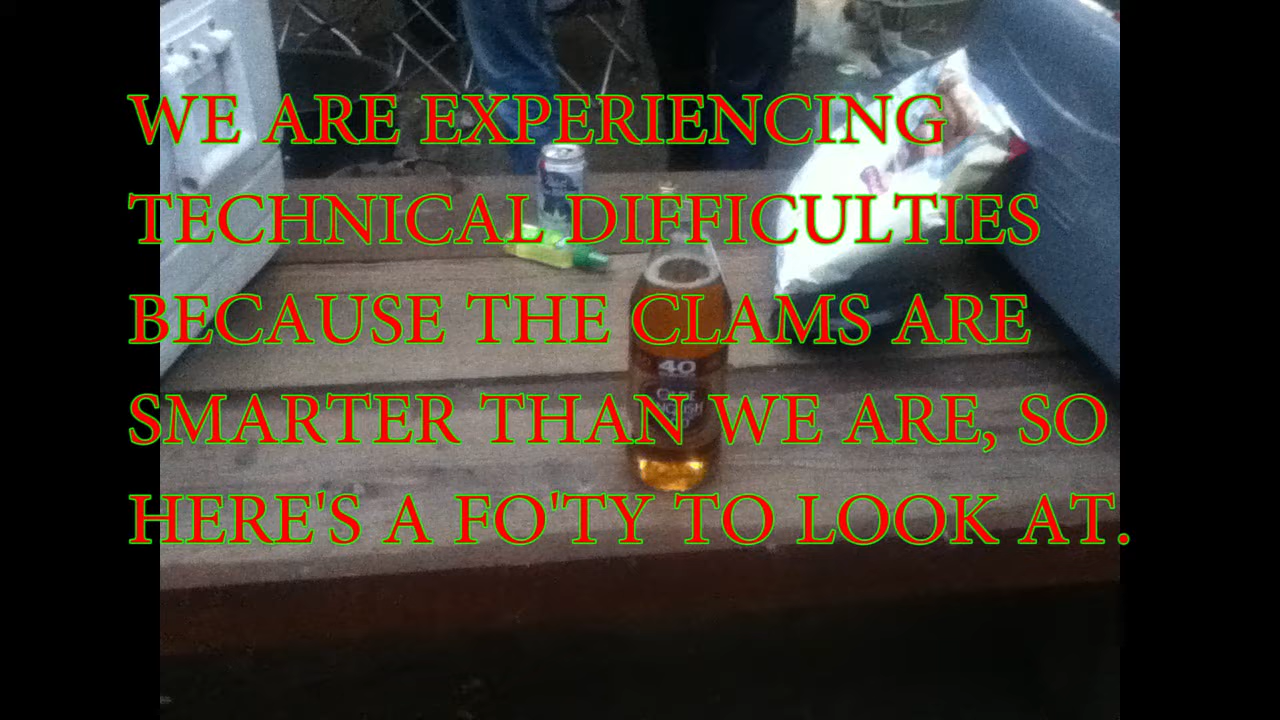 WE ARE EXPERIENCING
TECHNICAL DIFFICULTIES
BECAUSE THE CLAMS ARE
SMARTER THAN WE ARE, SO
HERE'S A FO'TY TO LOOK AT.
40